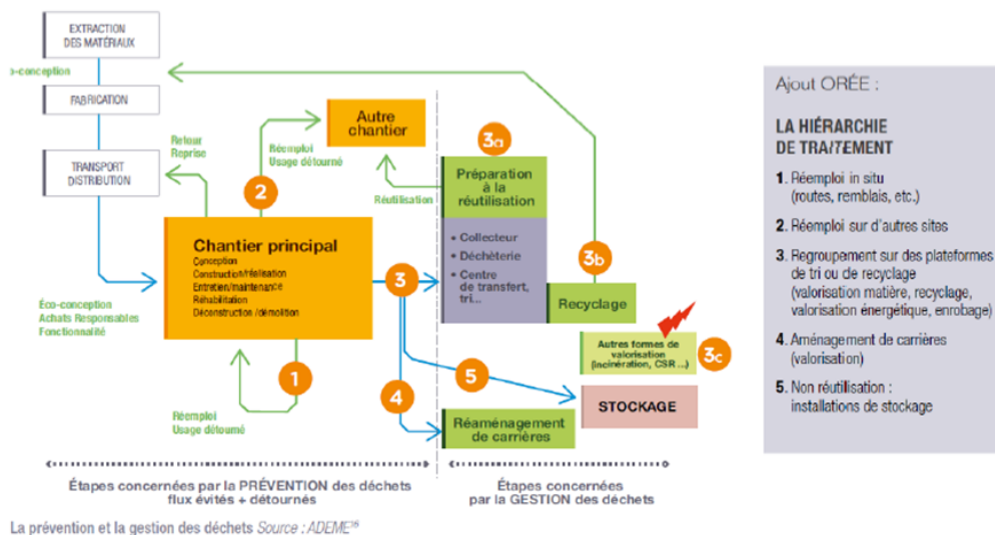 EXTRACTION
DES MATÉRIAUX
o-conception
FABRICATION
TRANSPORT
DISTRIBUTION
Retour
Reprise
Éco-conception
Achats Responsables
Fonctionnalité
Réemploi
Usage détourné
2
Autre
chantier
Chantier principal
Conception
Construction/réalisation
Entretien/maintenance
Réhabilitation
Déconstruction /démolition
1
Réemploi
Usage détourné
Réutilisation
3a
Préparation
à la
réutilisation
• Collecteur
• Déchèterie
• Centre
de transfert,
tri...
3
3b
Recyclage
Autres formes de
valorisation
(incinération, CSR ...)
3c
5
STOCKAGE
4
Réaménagement
de carrières
Étapes concernées par la PRÉVENTION des déchets
flux évités + détournés
Étapes concernées
par la GESTION des déchets
La prévention et la gestion des déchets Source : ADEME¹⁶
Ajout ORÉE :
LA HIÉRARCHIE
DE TRAITEMENT
1. Réemploi in situ
(routes, remblais, etc.)
2. Réemploi sur d'autres sites
3. Regroupement sur des plateformes
de tri ou de recyclage
(valorisation matière, recyclage,
valorisation énergétique, enrobage)
4. Aménagement de carrières
(valorisation)
5. Non réutilisation :
installations de stockage